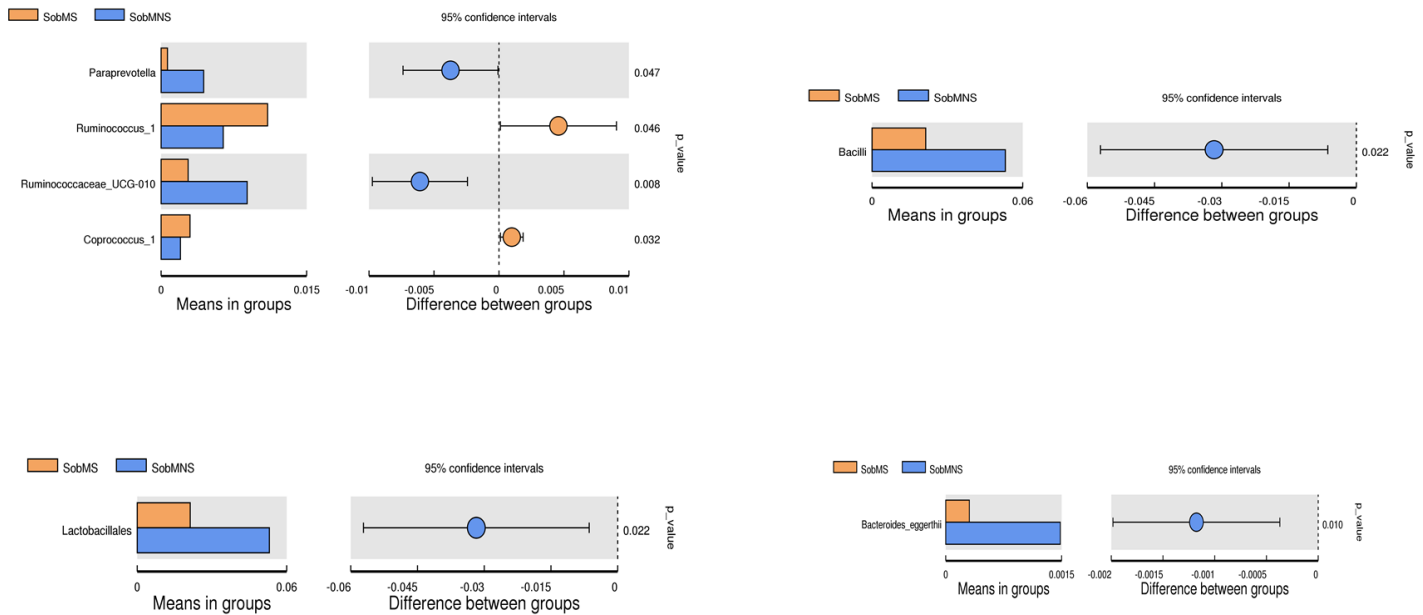 SobMS SobMNS 95% confidence intervals
Paraprevotella 0.047
Ruminococcus_1 0.046
Ruminococcaceae_UCG-010 0.008
Coprococcus_1 0.032
p_value
0 0.015 -0.01 -0.005 0 0.005 0.01
Means in groups Difference between groups
SobMS SobMNS 95% confidence intervals
Bacilli 0.022
p_value
0 0.06 -0.06 -0.045 -0.03 -0.015 0
Means in groups Difference between groups
SobMS SobMNS 95% confidence intervals
Lactobacillales 0.022
p_value
0 0.06 -0.06 -0.045 -0.03 -0.015 0
Means in groups Difference between groups
SobMS SobMNS 95% confidence intervals
Bacteroides_eggerthii 0.010
p_value
0 0.0015 -0.002 -0.0015 -0.001 -0.0005 0
Means in groups Difference between groups